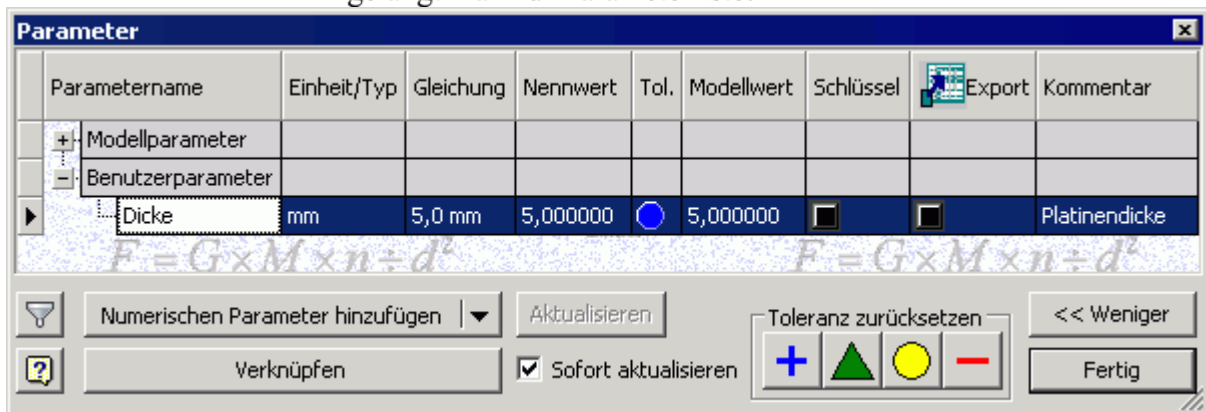 Parameter
Parametername Einheit/Typ Gleichung Nennwert Tol. Modellwert Schlüssel Export Kommentar
Modellparameter
Benutzerparameter
Dicke mm 5,0 mm 5,000000 5,000000 Platinendicke
F = G × M × n ÷ d² F = G × M × n ÷ d²
Numerischen Parameter hinzufügen Aktualisieren Toleranz zurücksetzen << Weniger
Verknüpfen Sofort aktualisieren Fertig